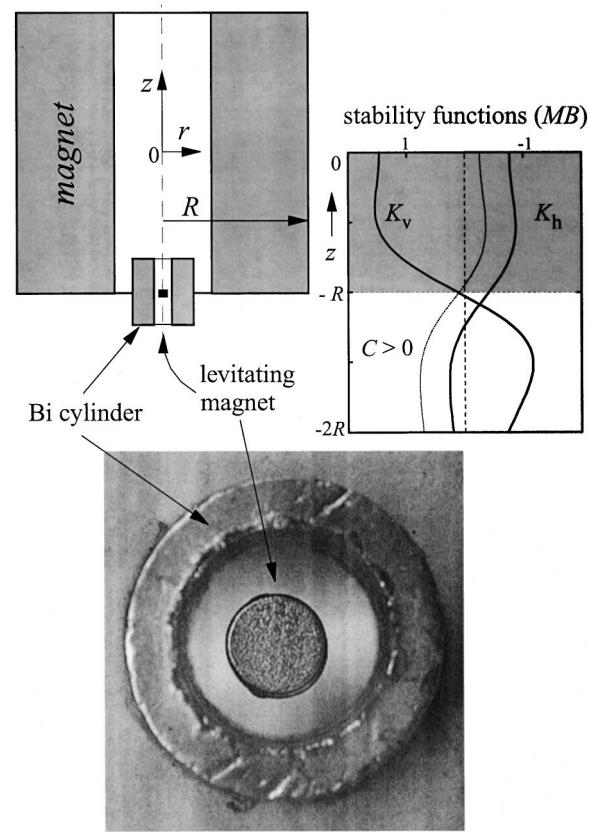 magnet
z
r
0
R
stability functions (MB)
1
-1
0
K_v
K_h
z
- R
C > 0
-2R
levitating
magnet
Bi cylinder